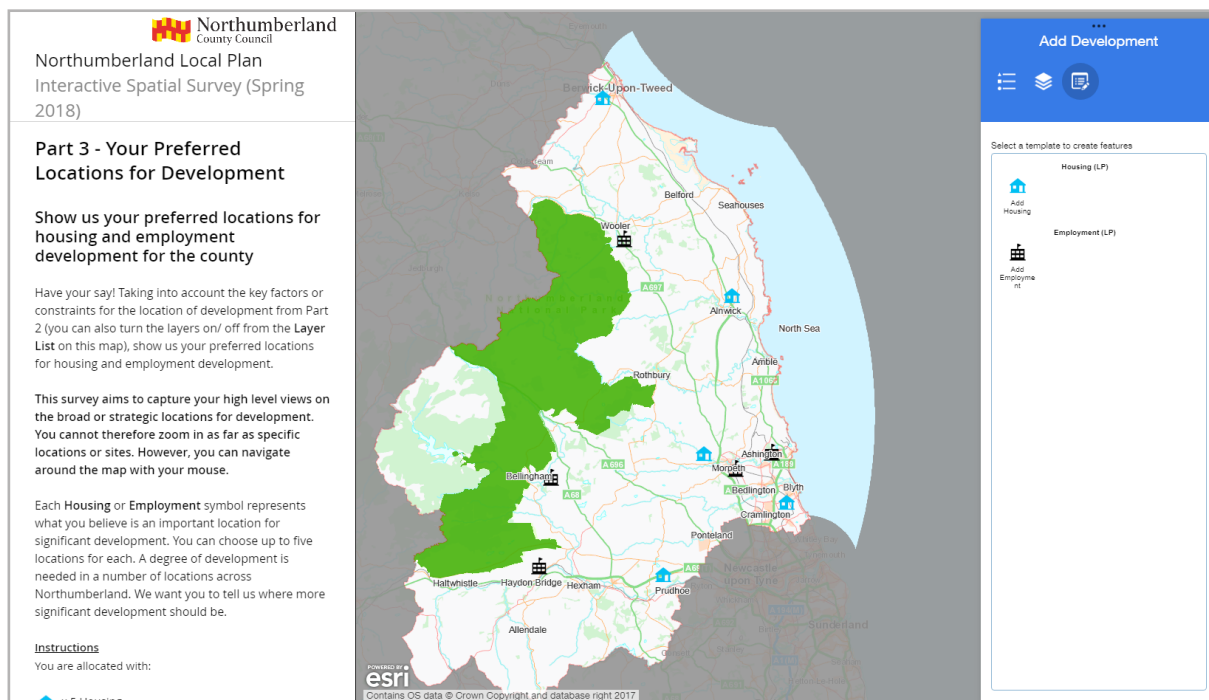 Northumberland
County Council
Northumberland Local Plan
Interactive Spatial Survey (Spring
2018)
Part 3 - Your Preferred
Locations for Development
Show us your preferred locations for
housing and employment
development for the county
Have your say! Taking into account the key factors or
constraints for the location of development from Part
2 (you can also turn the layers on/ off from the Layer
List on this map), show us your preferred locations
for housing and employment development.
This survey aims to capture your high level views on
the broad or strategic locations for development.
You cannot therefore zoom in as far as specific
locations or sites. However, you can navigate
around the map with your mouse.
Each Housing or Employment symbol represents
what you believe is an important location for
significant development. You can choose up to five
locations for each. A degree of development is
needed in a number of locations across
Northumberland. We want you to tell us where more
significant development should be.
Instructions
You are allocated with:
x 5 Housing
Berwick-Upon-Tweed
Belford
Seahouses
Wooler
A697
Alnwick
North Sea
Amble
Rothbury
A696
Ashington
A189
Morpeth
Bellingham
A68
Bedlington
Blyth
Cramlington
Ponteland
Newcastle
upon Tyne
Haltwhistle
Haydon Bridge
Hexham
Prudhoe
Sunderland
Allendale
POWERED BY
esri
Contains OS data © Crown Copyright and database right 2017
Add Development
Select a template to create features
Housing (LP)
Add
Housing
Employment (LP)
Add
Employme
nt